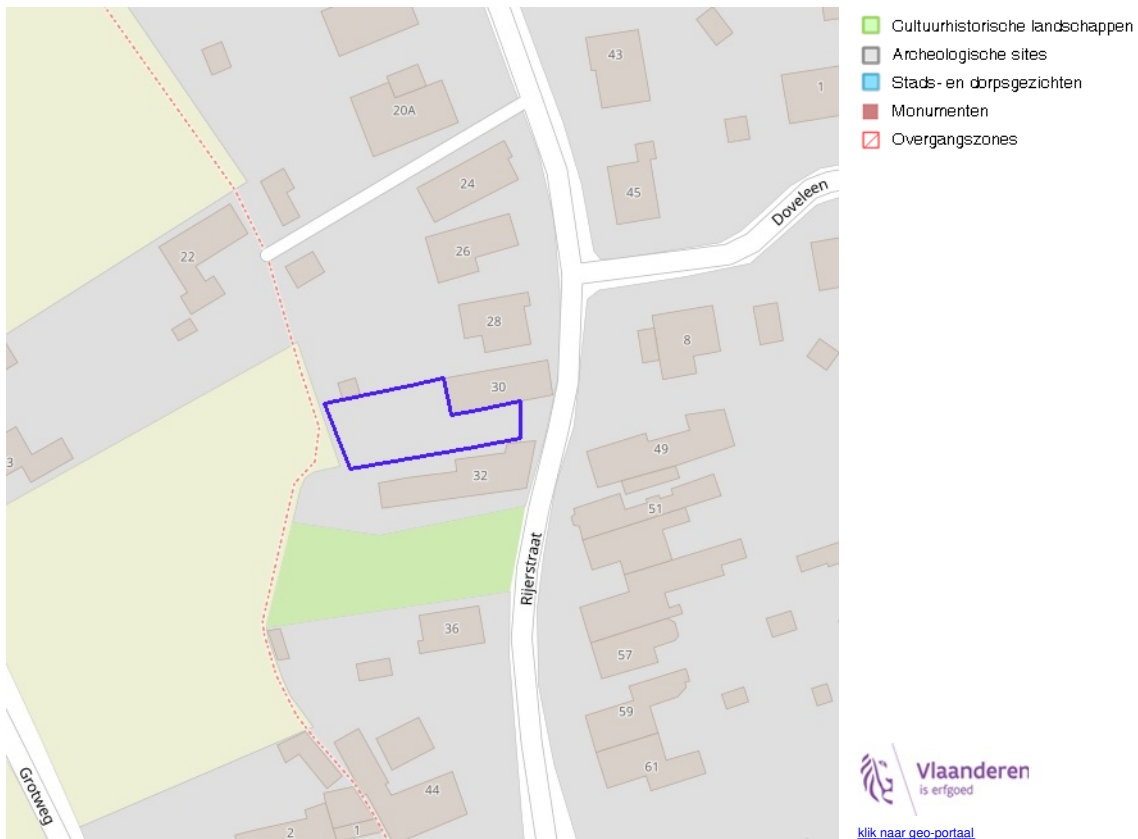 43
1
20A
24
45
Doveleen
26
22
28
8
30
49
32
51
Rijerstraat
36
57
59
61
Grotweg
44
2
1
3
Cultuurhistorische landschappen
Archeologische sites
Stads- en dorpsgezichten
Monumenten
Overgangszones
Vlaanderen
is erfgoed
klik naar geo-portaal